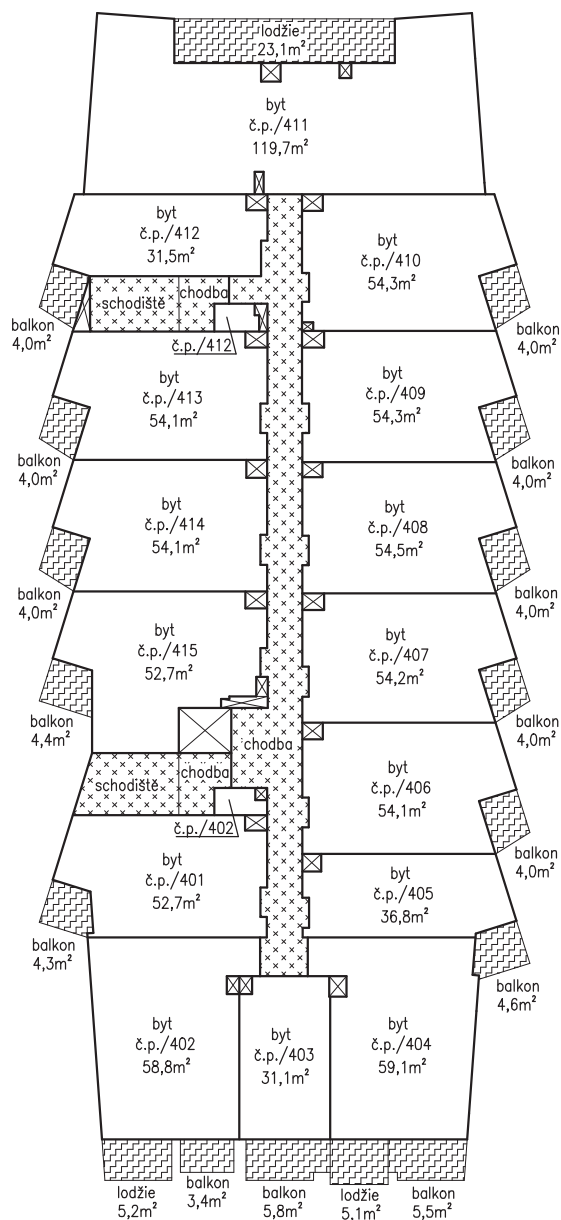 lodžie
23,1m²
byt
č.p./411
119,7m²
byt
č.p./412
31,5m²
byt
č.p./410
54,3m²
schodiště
chodba
balkon
4,0m²
č.p./412
balkon
4,0m²
byt
č.p./413
54,1m²
byt
č.p./409
54,3m²
balkon
4,0m²
balkon
4,0m²
byt
č.p./414
54,1m²
byt
č.p./408
54,5m²
balkon
4,0m²
balkon
4,0m²
byt
č.p./415
52,7m²
byt
č.p./407
54,2m²
balkon
4,4m²
balkon
4,0m²
chodba
chodba
schodiště
byt
č.p./406
54,1m²
č.p./402
balkon
4,0m²
byt
č.p./401
52,7m²
byt
č.p./405
36,8m²
balkon
4,3m²
balkon
4,6m²
byt
č.p./402
58,8m²
byt
č.p./403
31,1m²
byt
č.p./404
59,1m²
lodžie
5,2m²
balkon
3,4m²
balkon
5,8m²
lodžie
5,1m²
balkon
5,5m²